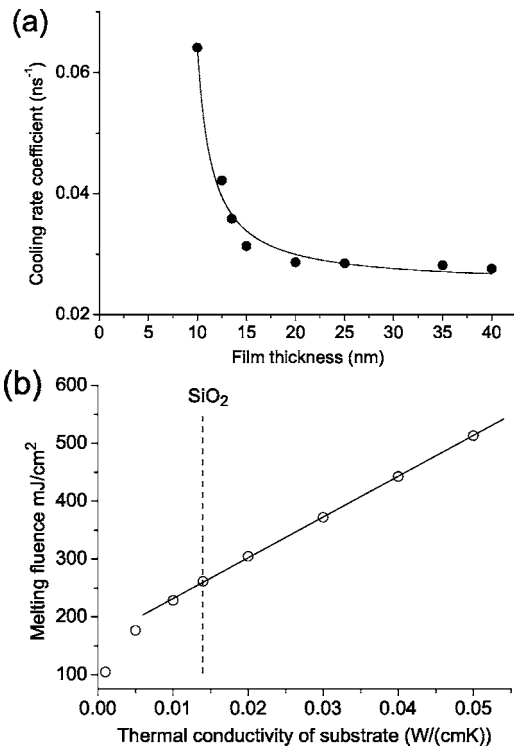 (a)
0.06
0.04
0.02
Cooling rate coefficient (ns⁻¹)
0 5 10 15 20 25 30 35 40
Film thickness (nm)
(b)
600
500
400
300
200
100
Melting fluence mJ/cm²
SiO₂
0.00 0.01 0.02 0.03 0.04 0.05
Thermal conductivity of substrate (W/(cmK))